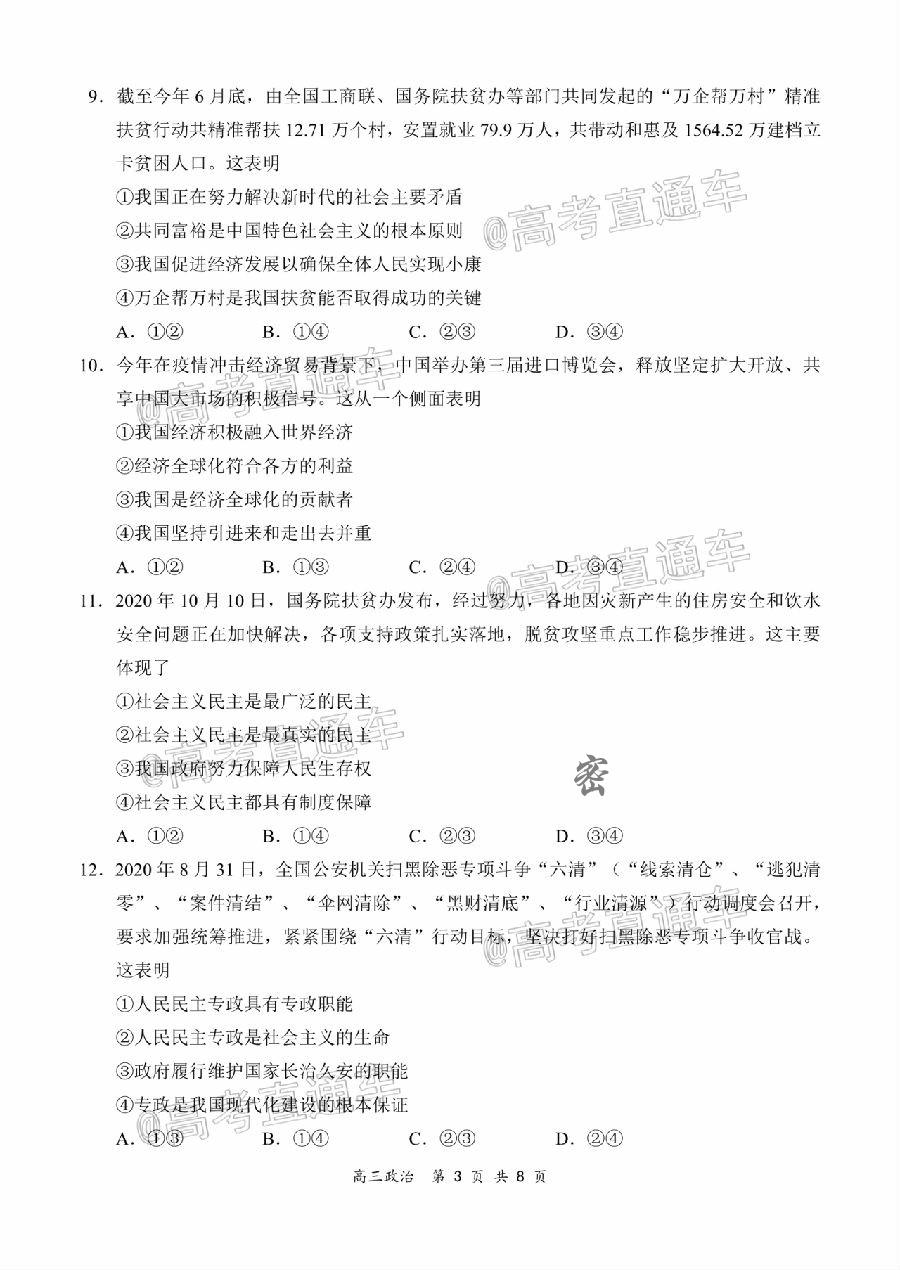 9．截至今年 6 月底，由全国工商联、国务院扶贫办等部门共同发起的“万企帮万村”精准
扶贫行动共精准帮扶 12.71 万个村，安置就业 79.9 万人，共带动和惠及 1564.52 万建档立
卡贫困人口。这表明
①我国正在努力解决新时代的社会主要矛盾
②共同富裕是中国特色社会主义的根本原则
③我国促进经济发展以确保全体人民实现小康
④万企帮万村是我国扶贫能否取得成功的关键
A．①② B．①④ C．②③ D．③④
10．今年在疫情冲击经济贸易背景下，中国举办第三届进口博览会，释放坚定扩大开放、共
享中国大市场的积极信号。这从一个侧面表明
①我国经济积极融入世界经济
②经济全球化符合各方的利益
③我国是经济全球化的贡献者
④我国坚持引进来和走出去并重
A．①② B．①③ C．②④ D．③④
11．2020 年 10 月 10 日，国务院扶贫办发布，经过努力，各地因灾新产生的住房安全和饮水
安全问题正在加快解决，各项支持政策扎实落地，脱贫攻坚重点工作稳步推进。这主要
体现了
①社会主义民主是最广泛的民主
②社会主义民主是最真实的民主
③我国政府努力保障人民生存权
④社会主义民主都具有制度保障
A．①② B．①④ C．②③ D．③④
密
12．2020 年 8 月 31 日，全国公安机关扫黑除恶专项斗争“六清”（“线索清仓”、“逃犯清
零”、“案件清结”、“伞网清除”、“黑财清底”、“行业清源”）行动调度会召开，
要求加强统筹推进，紧紧围绕“六清”行动目标，坚决打好扫黑除恶专项斗争收官战。
这表明
①人民民主专政具有专政职能
②人民民主专政是社会主义的生命
③政府履行维护国家长治久安的职能
④专政是我国现代化建设的根本保证
A．①③ B．①④ C．②③ D．②④
高三政治 第 3 页 共 8 页
@高考直通车
@高考直通车
@高考直通车
@高考直通车
@高考直通车
@高考直通车